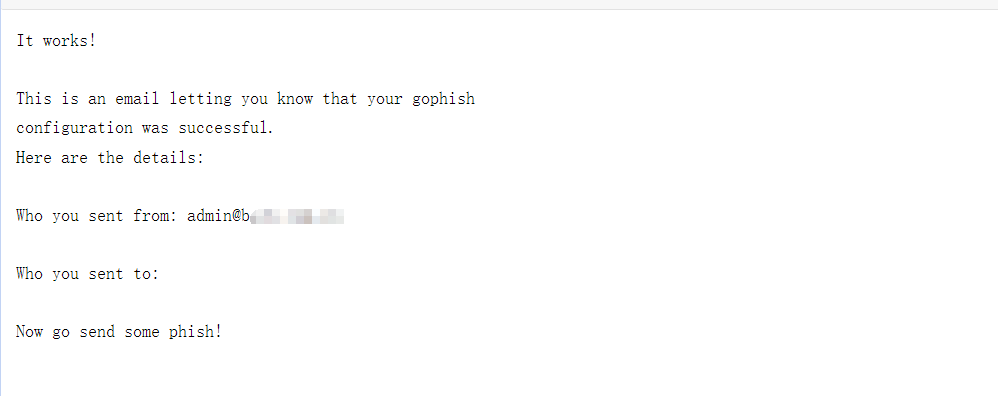 It works!
This is an email letting you know that your gophish
configuration was successful.
Here are the details:
Who you sent from: admin@b
Who you sent to:
Now go send some phish!